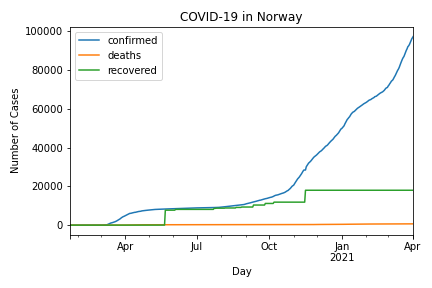 COVID-19 in Norway
confirmed
deaths
recovered
Number of Cases
100000
80000
60000
40000
20000
0
Apr
Jul
Oct
Jan
2021
Apr
Day